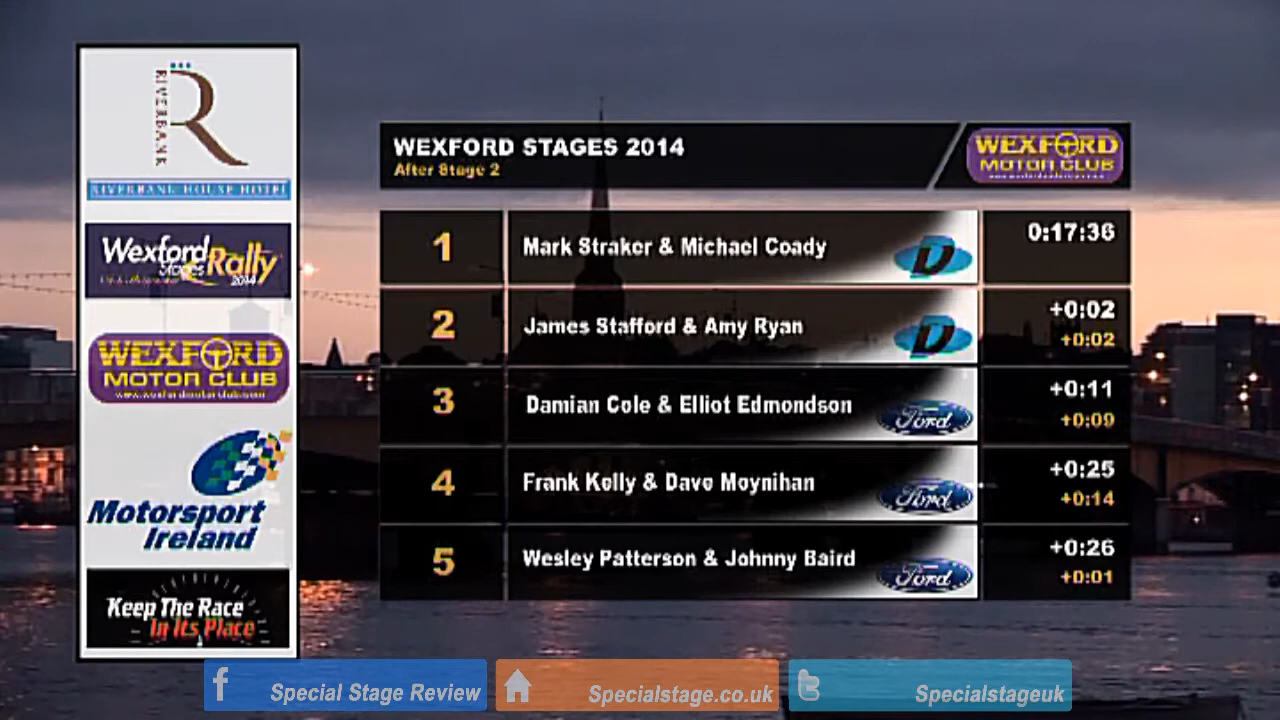 RIVERBANK
R
RIVERBANK HOUSE HOTEL
Wexford
Stages Rally
2014
WEXFORD
MOTOR CLUB
www.wexfordmotorclub.com
Motorsport
Ireland
Keep The Race
In Its Place
WEXFORD STAGES 2014
After Stage 2
WEXFORD
MOTOR CLUB
1
Mark Straker & Michael Coady
D
0:17:36
2
James Stafford & Amy Ryan
D
+0:02
+0:02
3
Damian Cole & Elliot Edmondson
Ford
+0:11
+0:09
4
Frank Kelly & Dave Moynihan
Ford
+0:25
+0:14
5
Wesley Patterson & Johnny Baird
Ford
+0:26
+0:01
f Special Stage Review
Specialstage.co.uk
t Specialstageuk